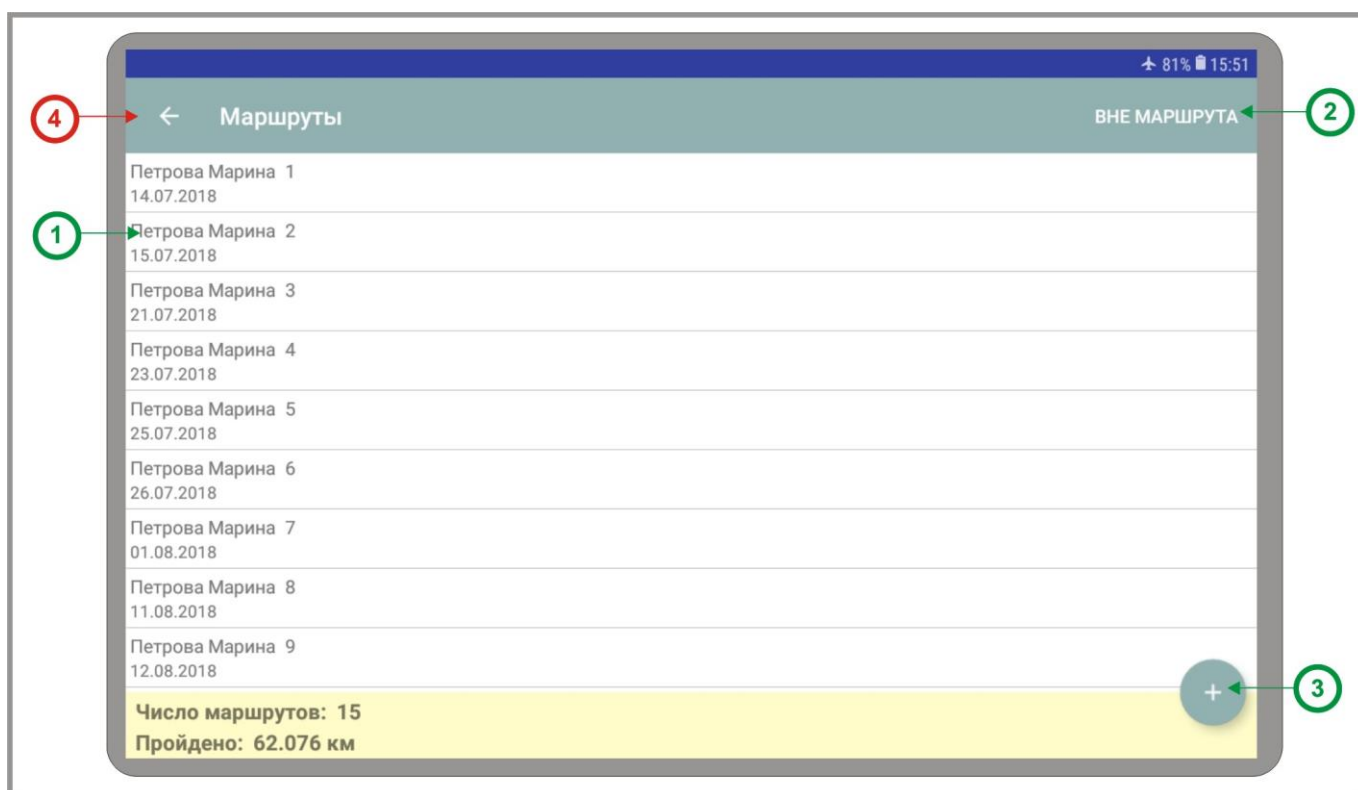 81% 15:51
4
← Маршруты
ВНЕ МАРШРУТА
2
Петрова Марина 1
14.07.2018
1
Петрова Марина 2
15.07.2018
Петрова Марина 3
21.07.2018
Петрова Марина 4
23.07.2018
Петрова Марина 5
25.07.2018
Петрова Марина 6
26.07.2018
Петрова Марина 7
01.08.2018
Петрова Марина 8
11.08.2018
Петрова Марина 9
12.08.2018
+
3
Число маршрутов: 15
Пройдено: 62.076 км